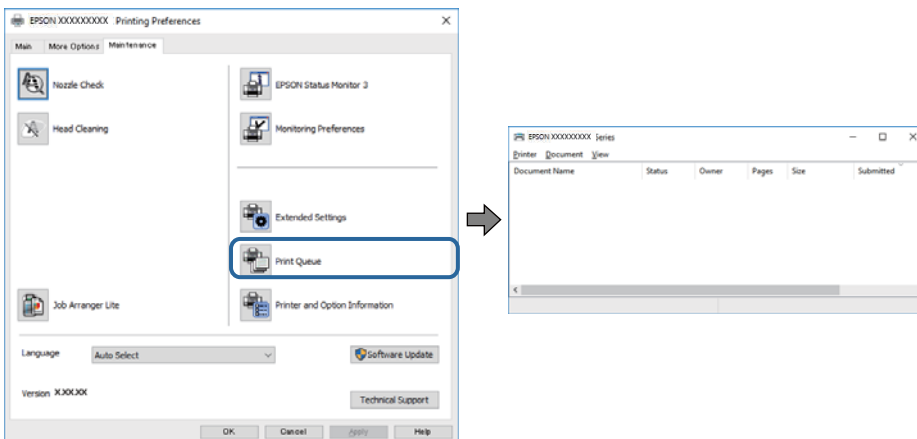 EPSON XXXXXXXXX Printing Preferences
Main More Options Maintenance
Nozzle Check
EPSON Status Monitor 3
Head Cleaning
Monitoring Preferences
Extended Settings
Print Queue
Job Arranger Lite
Printer and Option Information
Language Auto Select
Software Update
Version X.XX.XX
Technical Support
OK Cancel Apply Help
EPSON XXXXXXXXX Series
Printer Document View
Document Name Status Owner Pages Size Submitted